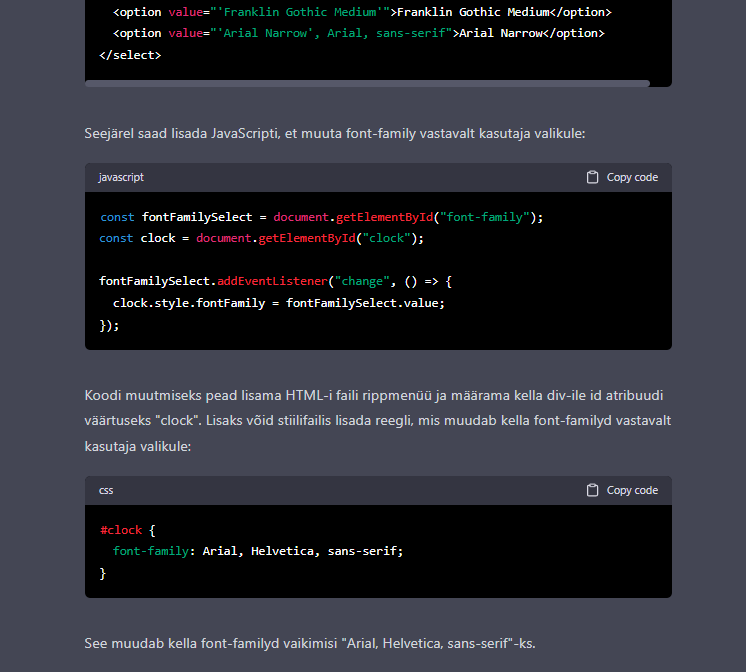 <option value="'Franklin Gothic Medium'">Franklin Gothic Medium</option>
<option value="'Arial Narrow', Arial, sans-serif">Arial Narrow</option>
</select>
Seejärel saad lisada JavaScripti, et muuta font-family vastavalt kasutaja valikule:
javascript Copy code
const fontFamilySelect = document.getElementById("font-family");
const clock = document.getElementById("clock");
fontFamilySelect.addEventListener("change", () => {
clock.style.fontFamily = fontFamilySelect.value;
});
Koodi muutmiseks pead lisama HTML-i faili rippmenüü ja määrama kella div-ile id atribuudi
väärtuseks "clock". Lisaks võid stiilifailis lisada reegli, mis muudab kella font-familyd vastavalt
kasutaja valikule:
css Copy code
#clock {
font-family: Arial, Helvetica, sans-serif;
}
See muudab kella font-familyd vaikimisi "Arial, Helvetica, sans-serif"-ks.